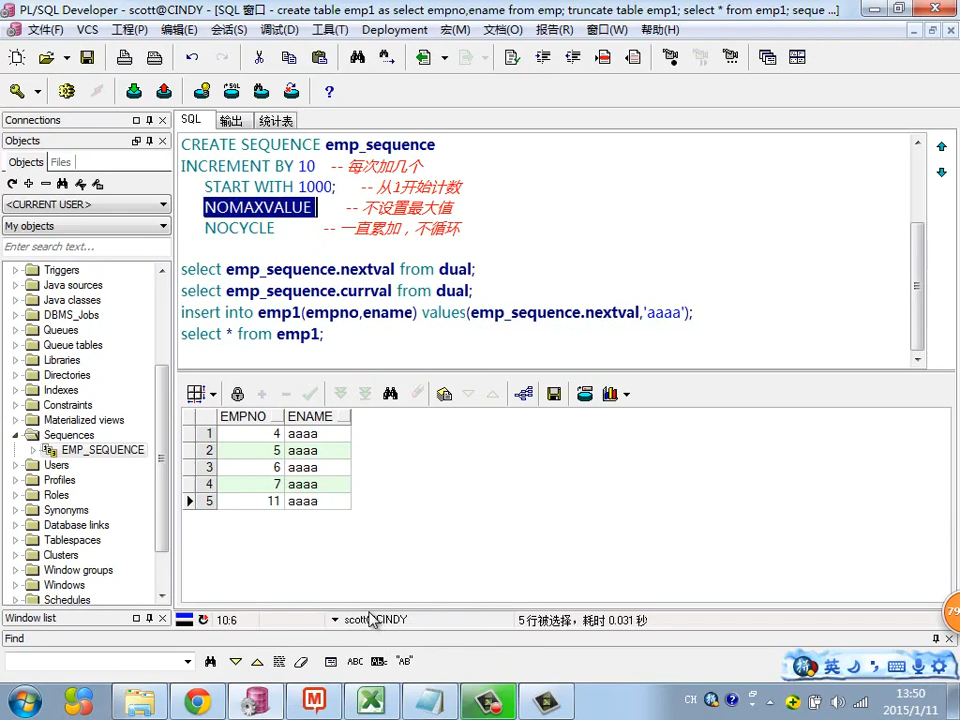 PL/SQL Developer - scott@CINDY - [SQL 窗口 - create table emp1 as select empno,ename from emp; truncate table emp1; select * from emp1; seque ...]
文件(F) VCS 工程(P) 编辑(E) 会话(S) 调试(D) 工具(T) Deployment 宏(M) 文档(O) 报告(R) 窗口(W) 帮助(H)
Connections
SQL 输出 统计表
Objects
Objects Files
<CURRENT USER>
My objects
Enter search text...
Triggers
Java sources
Java classes
DBMS_Jobs
Queues
Queue tables
Libraries
Directories
Indexes
Constraints
Materialized views
Sequences
EMP_SEQUENCE
Users
Profiles
Roles
Synonyms
Database links
Tablespaces
Clusters
Window groups
Windows
Schedules
CREATE SEQUENCE emp_sequence
INCREMENT BY 10 -- 每次加几个
START WITH 1000; -- 从1开始计数
NOMAXVALUE -- 不设置最大值
NOCYCLE -- 一直累加，不循环
select emp_sequence.nextval from dual;
select emp_sequence.currval from dual;
insert into emp1(empno,ename) values(emp_sequence.nextval,'aaaa');
select * from emp1;
EMPNO ENAME
1 4 aaaa
2 5 aaaa
3 6 aaaa
4 7 aaaa
5 11 aaaa
Window list
10:6 scott@CINDY 5 行被选择，耗时 0.031 秒
79
Find
ABC ABc "AB"
英
CH
13:50
2015/1/11